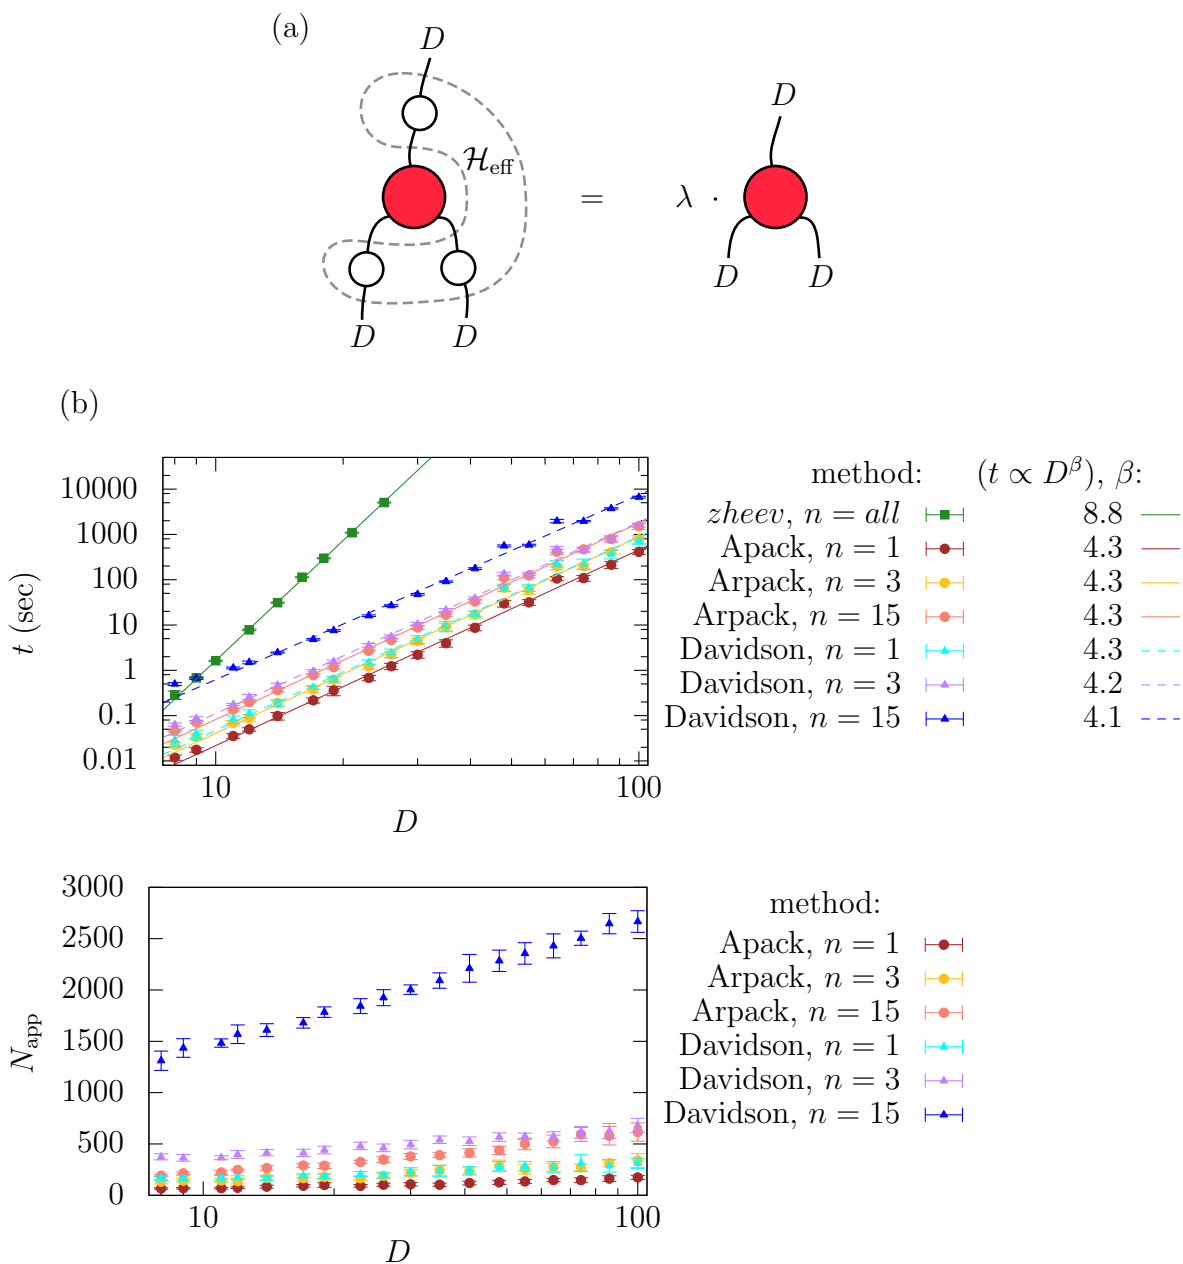 (a)
D
D
ℋ_eff
= λ ·
D D
D D
(b)
method: (t ∝ D^β), β:
zheev, n = all 8.8
Apack, n = 1 4.3
Arpack, n = 3 4.3
Arpack, n = 15 4.3
Davidson, n = 1 4.3
Davidson, n = 3 4.2
Davidson, n = 15 4.1
t (sec)
10000
1000
100
10
1
0.1
0.01
10 100
D
method:
Apack, n = 1
Arpack, n = 3
Arpack, n = 15
Davidson, n = 1
Davidson, n = 3
Davidson, n = 15
N_app
3000
2500
2000
1500
1000
500
0
10 100
D